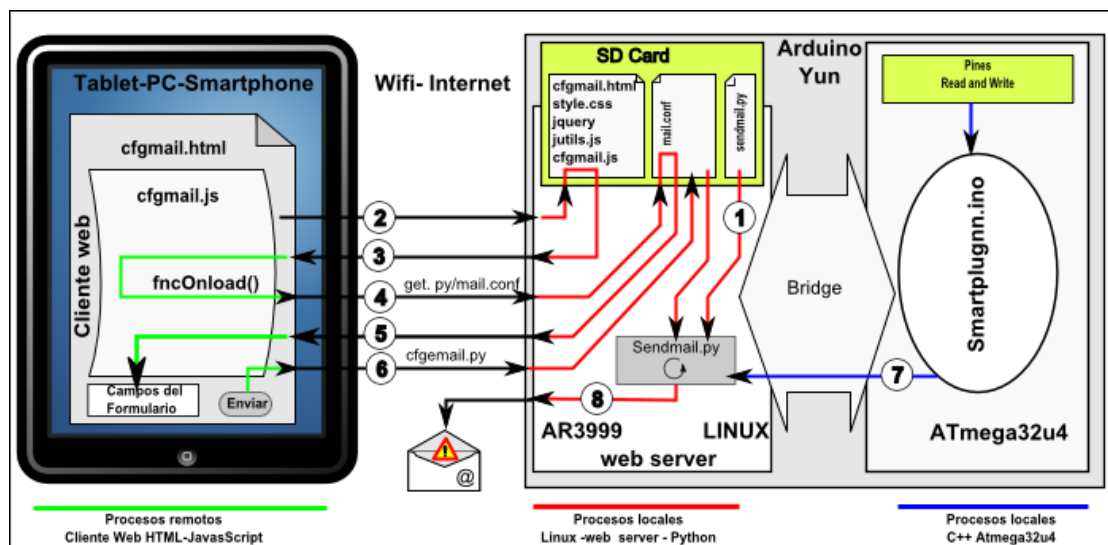 Tablet-PC-Smartphone
cfgmail.html
cfgmail.js
Cliente web
fncOnload()
Campos del
Formulario
Enviar
Wifi- Internet
2
3
4
get. py/mail.conf
5
cfgemail.py
6
8
@
SD Card
cfgmail.html
style.css
jquery
jutils.js
cfgmail.js
mail.conf
sendmail.py
1
Sendmail.py
AR3999
LINUX
web server
Arduino
Yun
Bridge
7
Pines
Read and Write
Smartplugnn.ino
ATmega32u4
Procesos remotos
Cliente Web HTML-JavasScript
Procesos locales
Linux -web server - Python
Procesos locales
C++ Atmega32u4